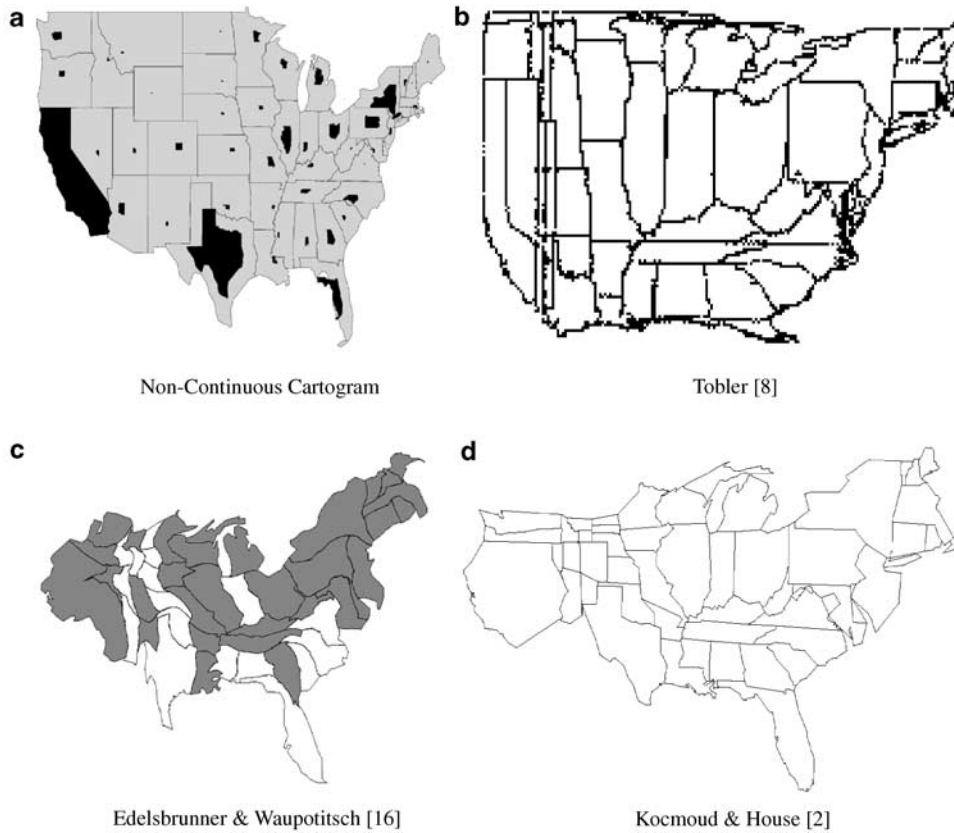 a
b
Non-Continuous Cartogram
Tobler [8]
c
d
Edelsbrunner & Waupotitsch [16]
Kocmoud & House [2]